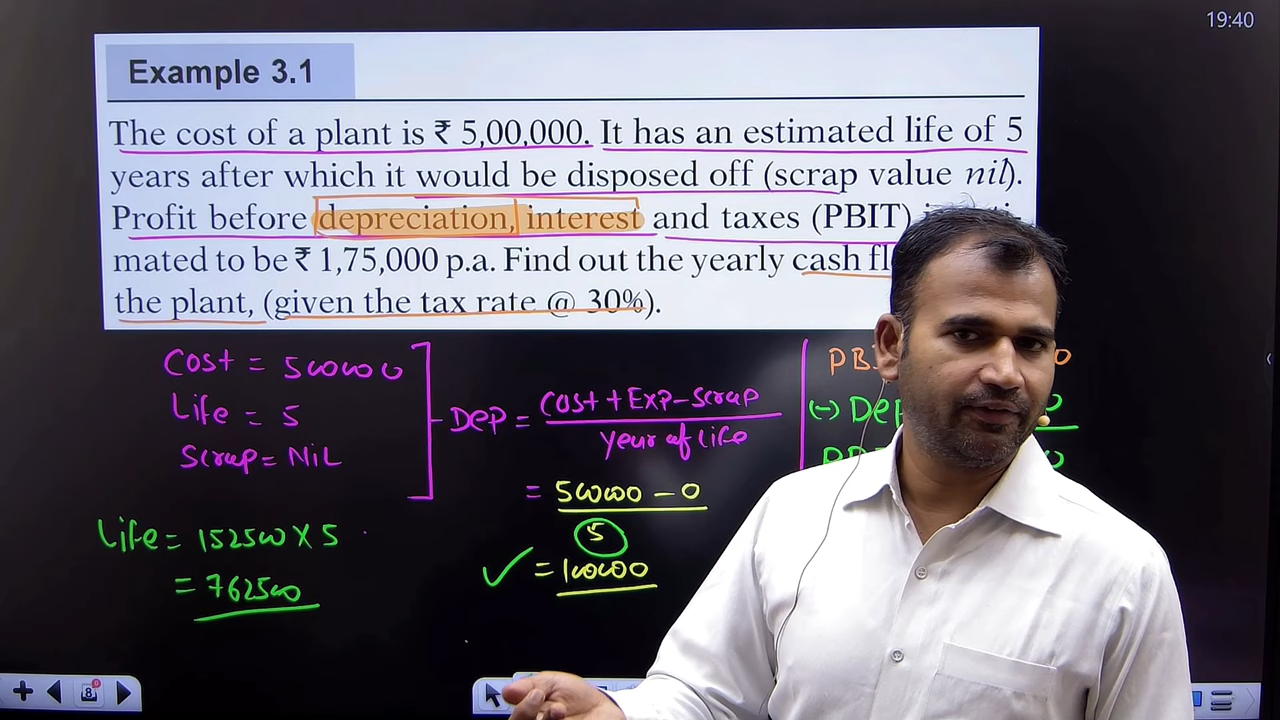 19:40
Example 3.1
The cost of a plant is ₹ 5,00,000. It has an estimated life of 5
years after which it would be disposed off (scrap value nil).
Profit before depreciation, interest and taxes (PBIT)
mated to be ₹ 1,75,000 p.a. Find out the yearly cash
the plant, (given the tax rate @ 30%).
Cost = 500000
Life = 5
Scrap = NiL
Dep = Cost + Exp - Scrap
Year of Life
= 500000 - 0
5
= 100000
Life = 152500 X 5
= 762500
(-) Dep
8